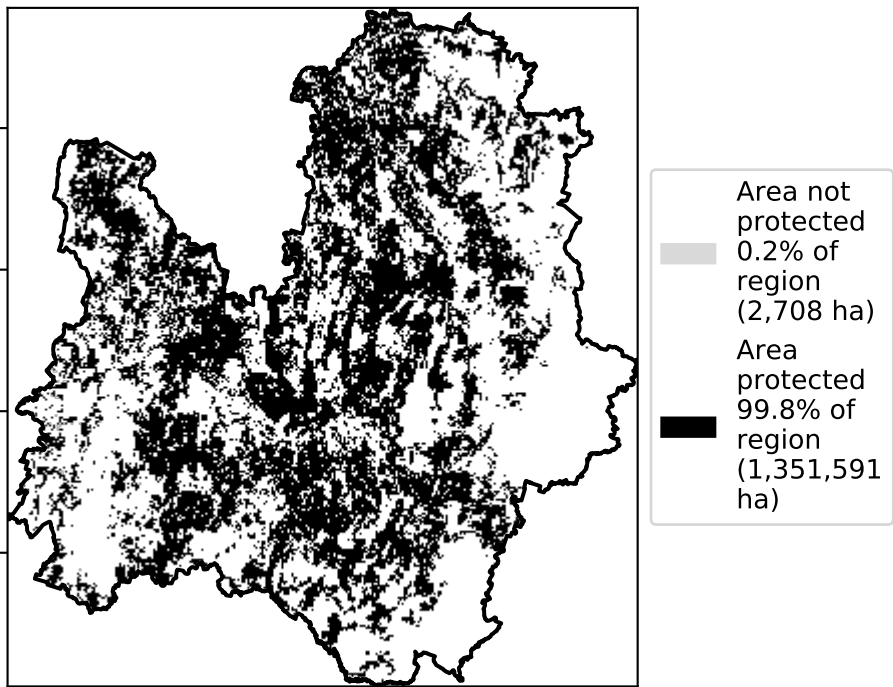 Area not
protected
0.2% of
region
(2,708 ha)
Area
protected
99.8% of
region
(1,351,591
ha)